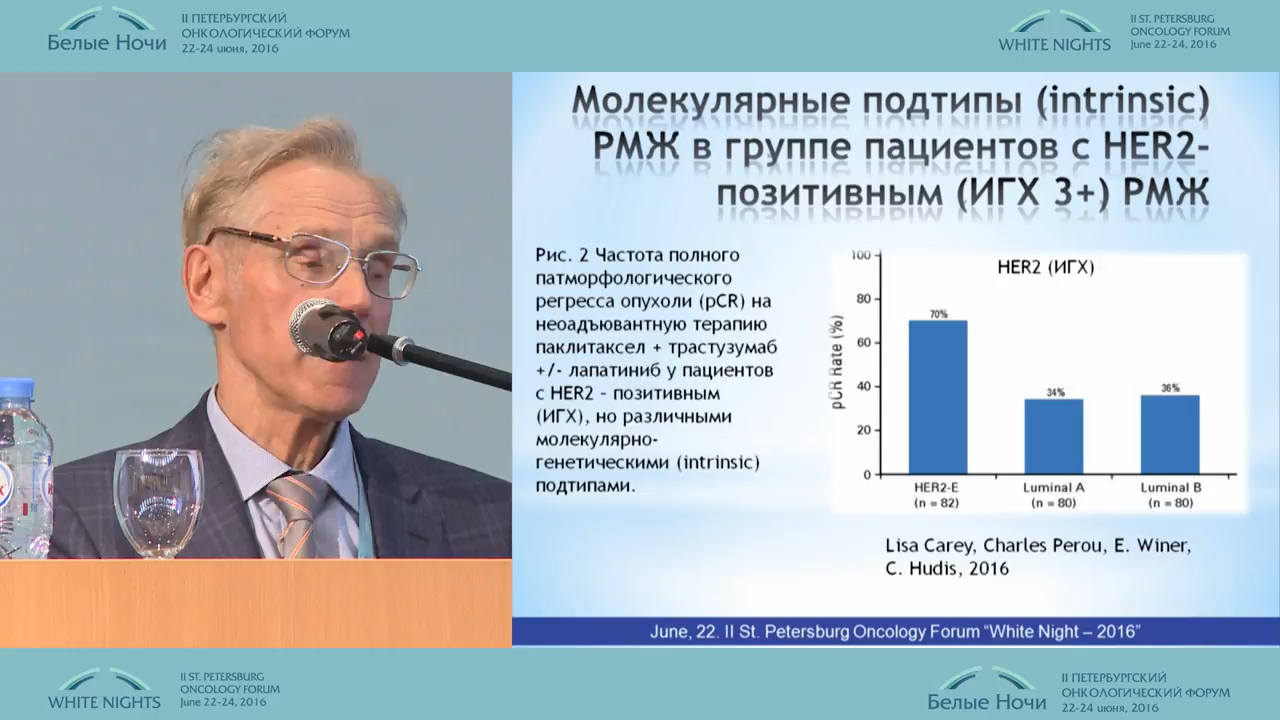 Белые Ночи
II ПЕТЕРБУРГСКИЙ
ОНКОЛОГИЧЕСКИЙ ФОРУМ
22-24 июня, 2016
WHITE NIGHTS
II ST. PETERSBURG
ONCOLOGY FORUM
June 22-24, 2016
Молекулярные подтипы (intrinsic)
РМЖ в группе пациентов с HER2-
позитивным (ИГХ 3+) РМЖ
Рис. 2 Частота полного
патморфологического
регресса опухоли (pCR) на
неоадъювантную терапию
паклитаксел + трастузумаб
+/- лапатиниб у пациентов
с HER2 - позитивным
(ИГХ), но различными
молекулярно-
генетическими (intrinsic)
подтипами.
HER2 (ИГХ)
pCR Rate (%)
100
80
60
40
20
0
70%
34%
36%
HER2-E
(n = 82)
Luminal A
(n = 80)
Luminal B
(n = 80)
Lisa Carey, Charles Perou, E. Winer,
C. Hudis, 2016
June, 22. II St. Petersburg Oncology Forum “White Night – 2016”
WHITE NIGHTS
II ST. PETERSBURG
ONCOLOGY FORUM
June 22-24, 2016
Белые Ночи
II ПЕТЕРБУРГСКИЙ
ОНКОЛОГИЧЕСКИЙ ФОРУМ
22-24 июня, 2016